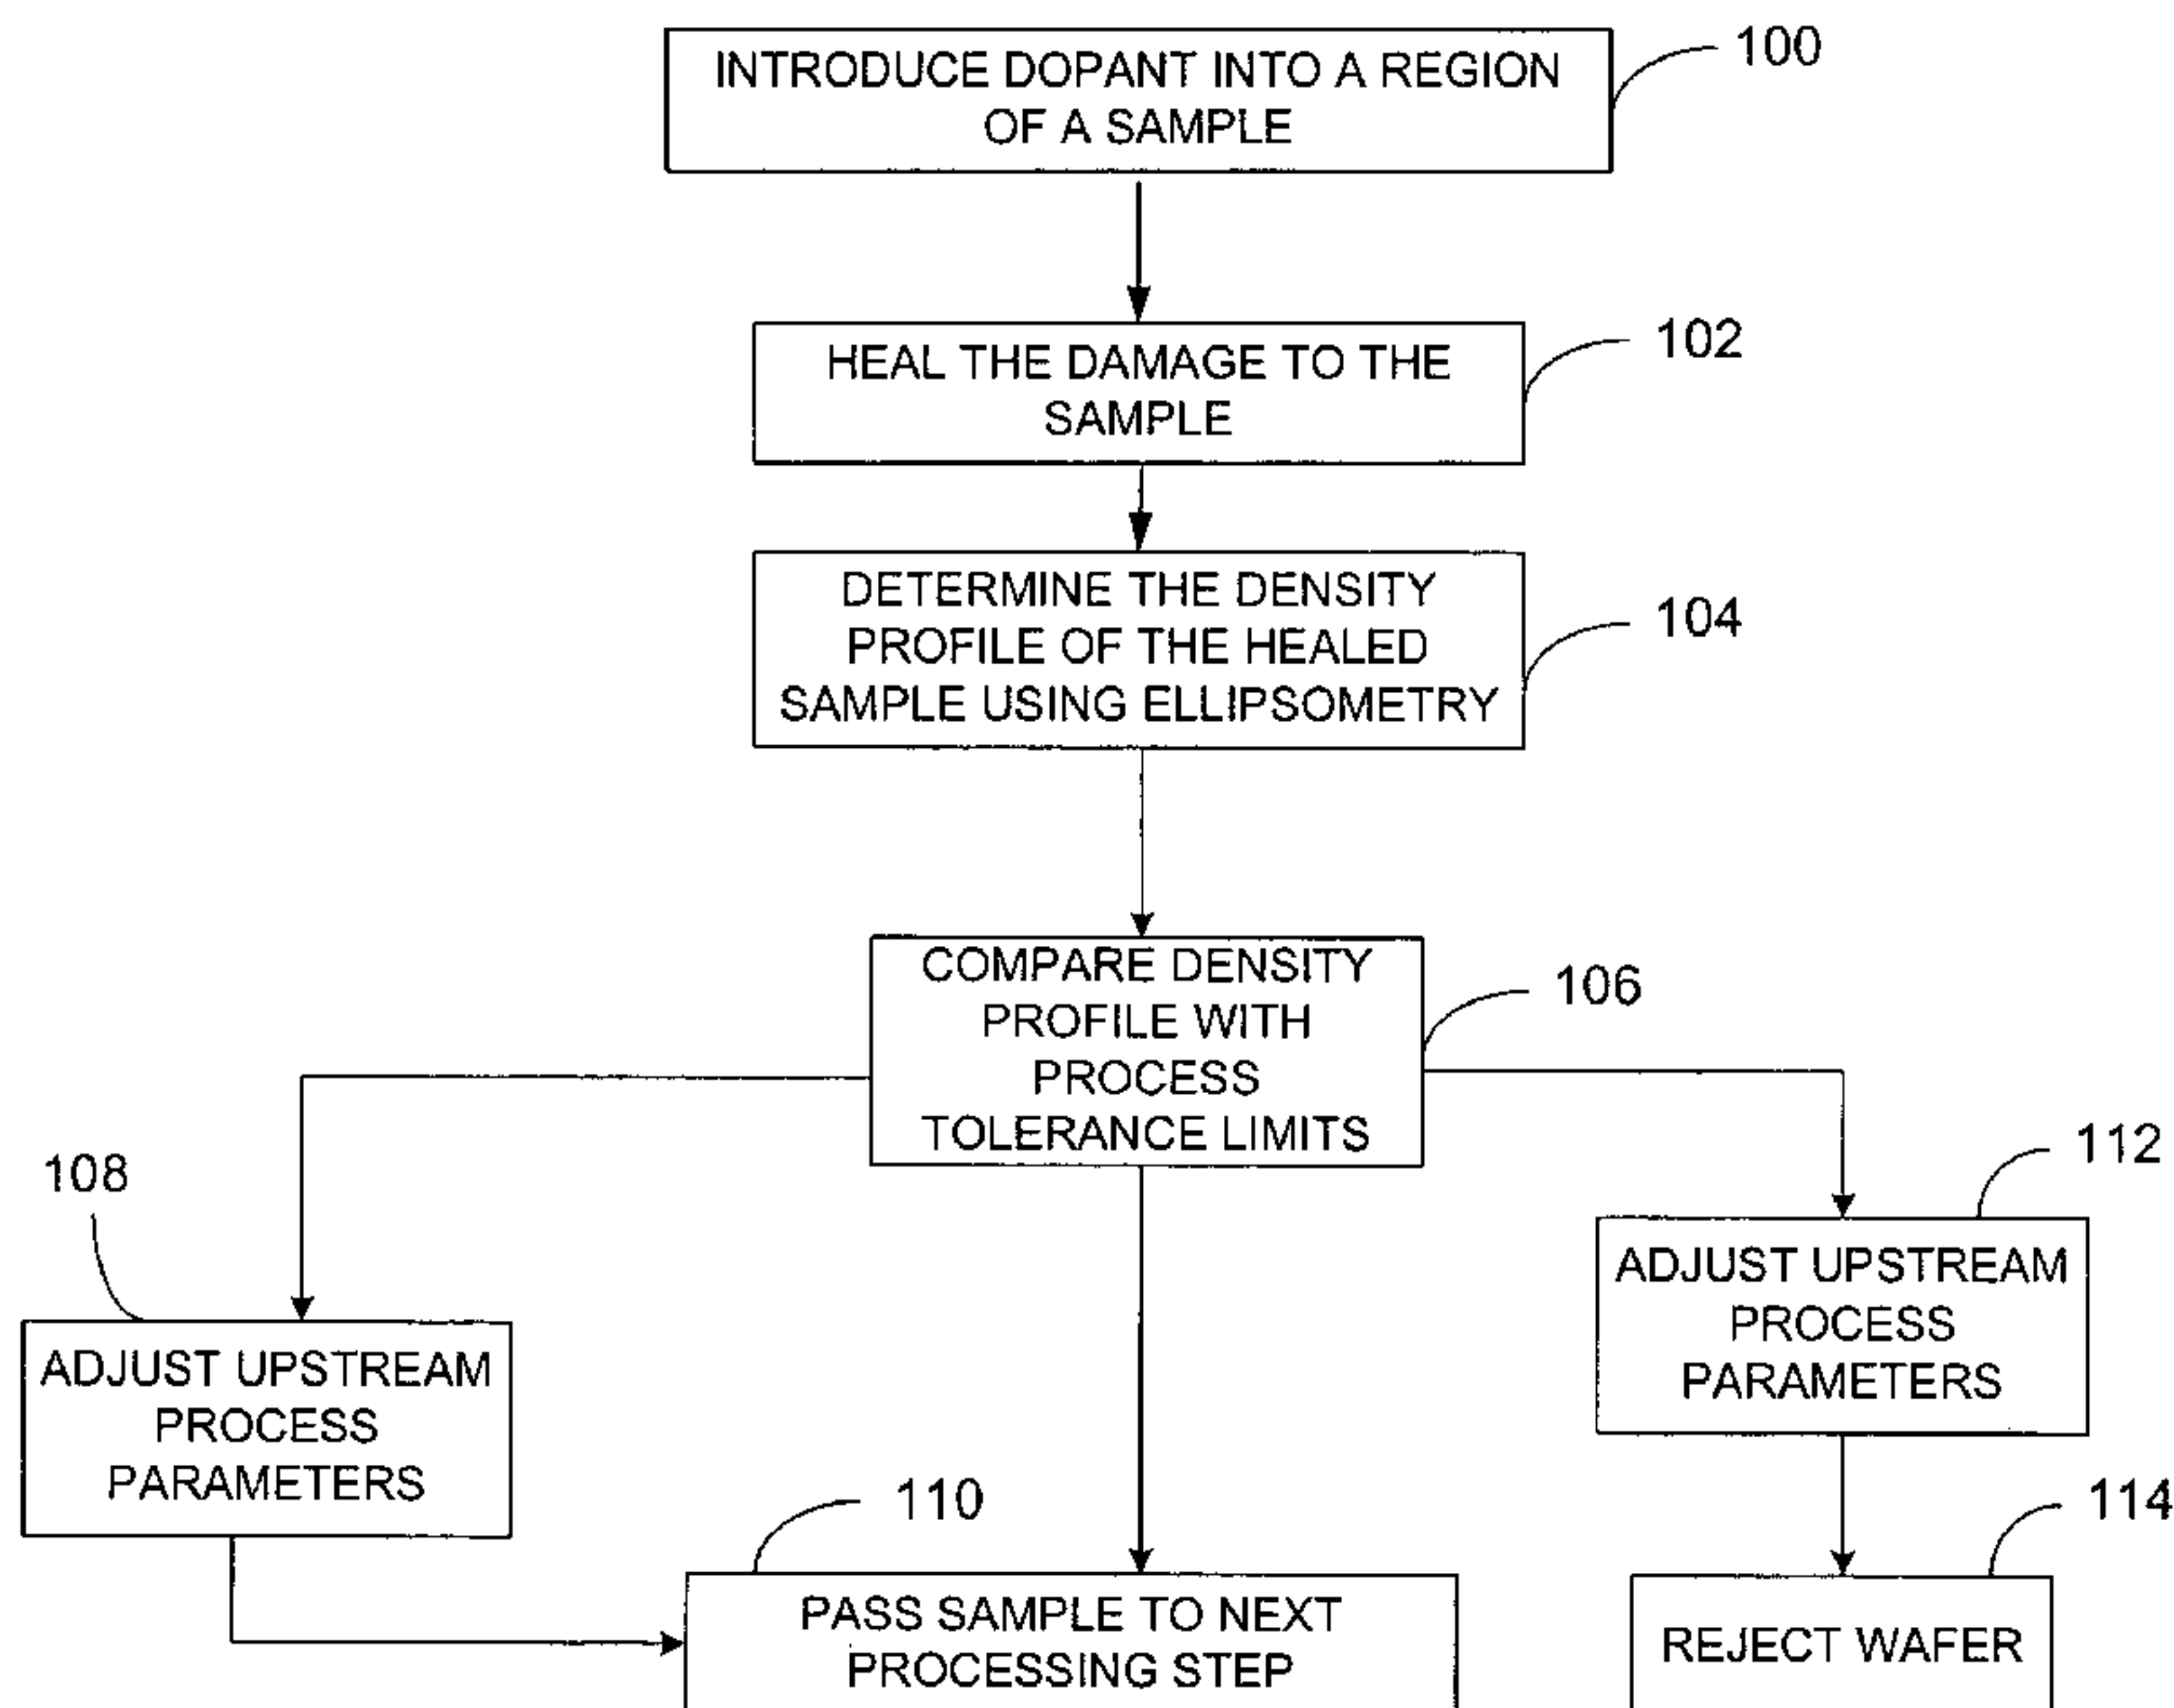 INTRODUCE DOPANT INTO A REGION
OF A SAMPLE
100
HEAL THE DAMAGE TO THE
SAMPLE
102
DETERMINE THE DENSITY
PROFILE OF THE HEALED
SAMPLE USING ELLIPSOMETRY
104
COMPARE DENSITY
PROFILE WITH
PROCESS
TOLERANCE LIMITS
106
108
ADJUST UPSTREAM
PROCESS
PARAMETERS
112
ADJUST UPSTREAM
PROCESS
PARAMETERS
110
PASS SAMPLE TO NEXT
PROCESSING STEP
114
REJECT WAFER